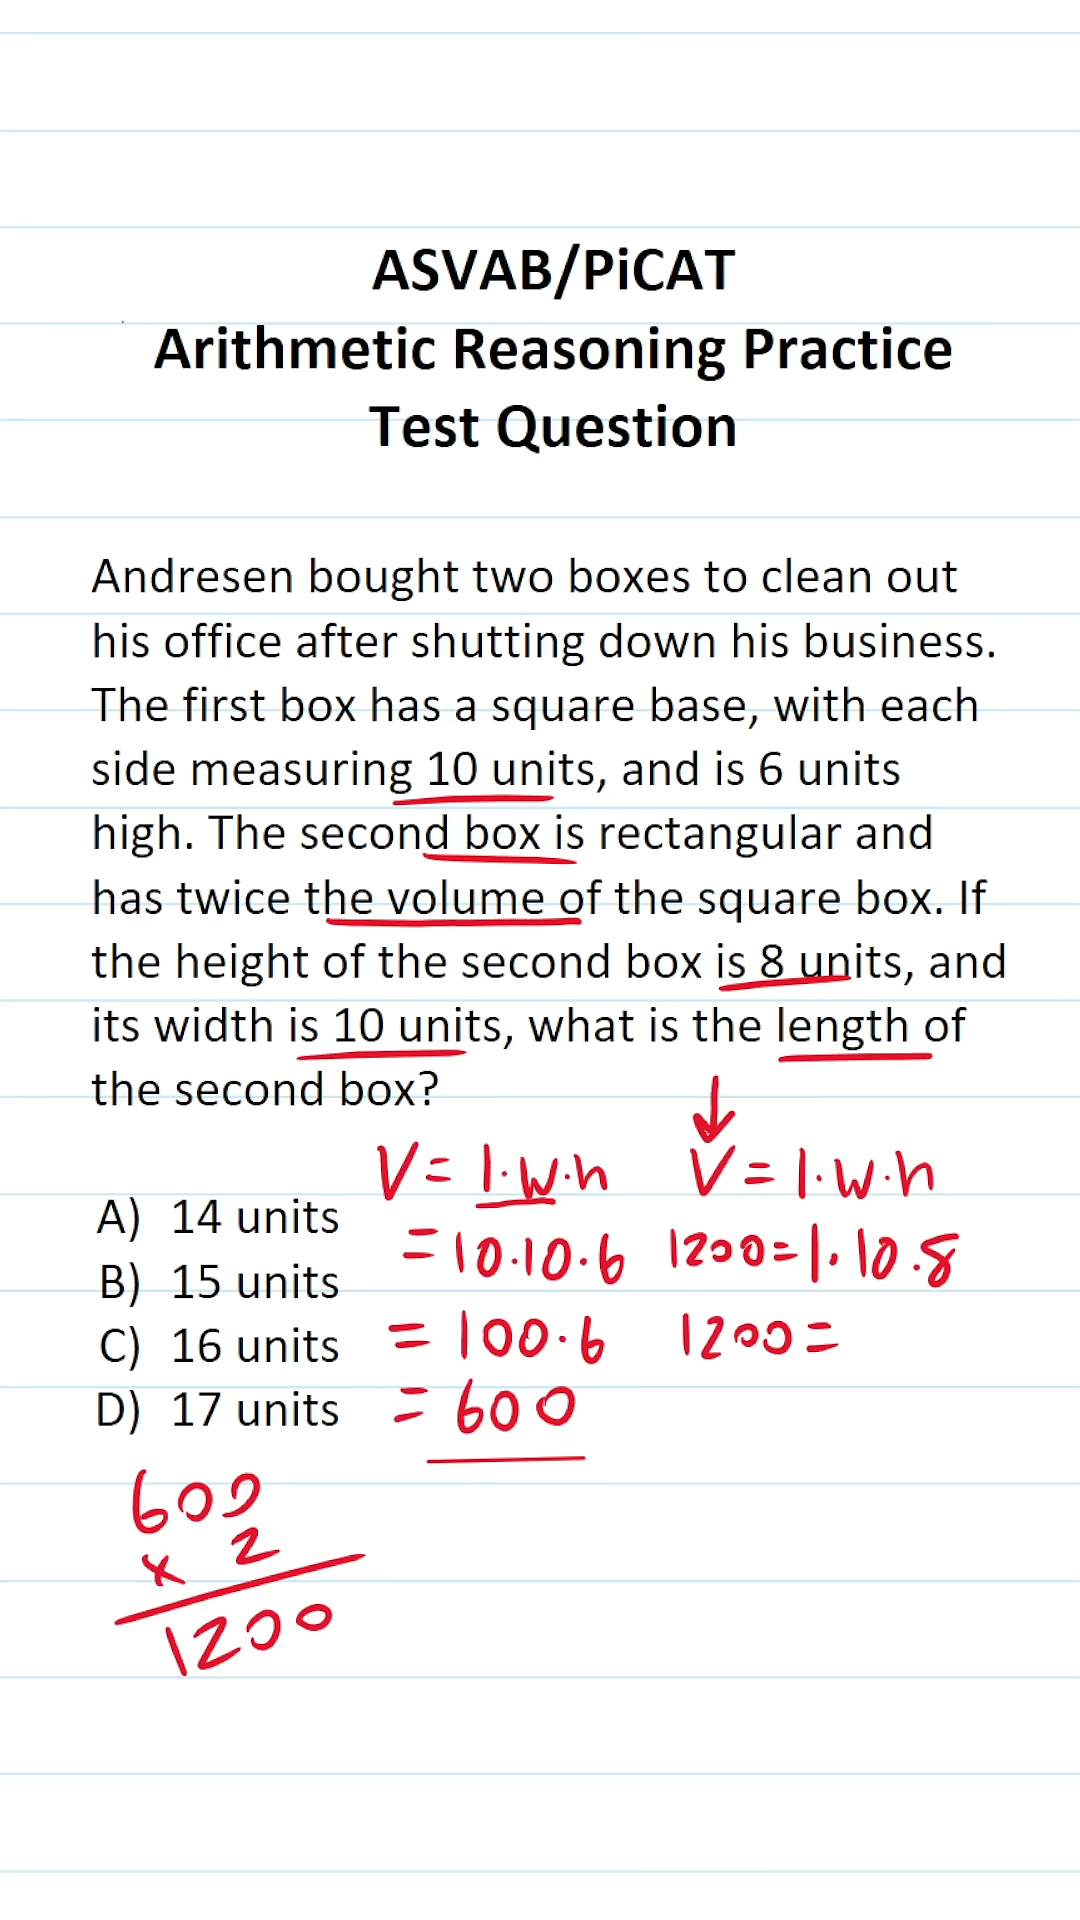 ASVAB/PiCAT
Arithmetic Reasoning Practice
Test Question
Andresen bought two boxes to clean out
his office after shutting down his business.
The first box has a square base, with each
side measuring 10 units, and is 6 units
high. The second box is rectangular and
has twice the volume of the square box. If
the height of the second box is 8 units, and
its width is 10 units, what is the length of
the second box?
A) 14 units
B) 15 units
C) 16 units
D) 17 units
V = l·w·h
= 10·10·6
= 100·6
= 600
V = l·w·h
1200 = l·10·8
1200 =
600
x 2
1200